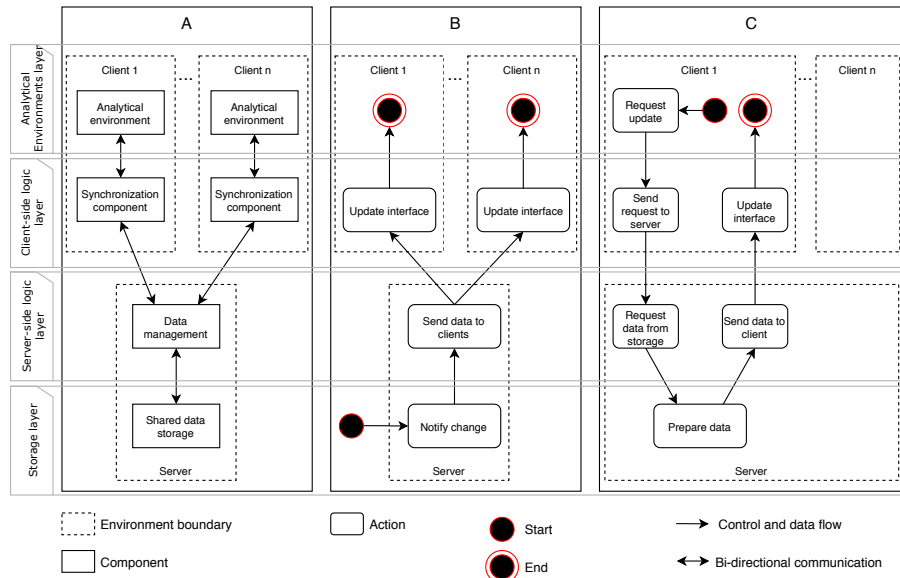 A
B
C
Analytical
Environments layer
Client-side logic
layer
Server-side logic
layer
Storage layer
Client 1
...
Client n
Analytical
environment
Analytical
environment
Synchronization
component
Synchronization
component
Data
management
Shared data
storage
Server
Client 1
...
Client n
Update interface
Update interface
Send data to
clients
Notify change
Server
Client 1
...
Client n
Request
update
Send
request to
server
Update
interface
Request
data from
storage
Send data to
client
Prepare data
Server
Environment boundary
Component
Action
Start
End
Control and data flow
Bi-directional communication